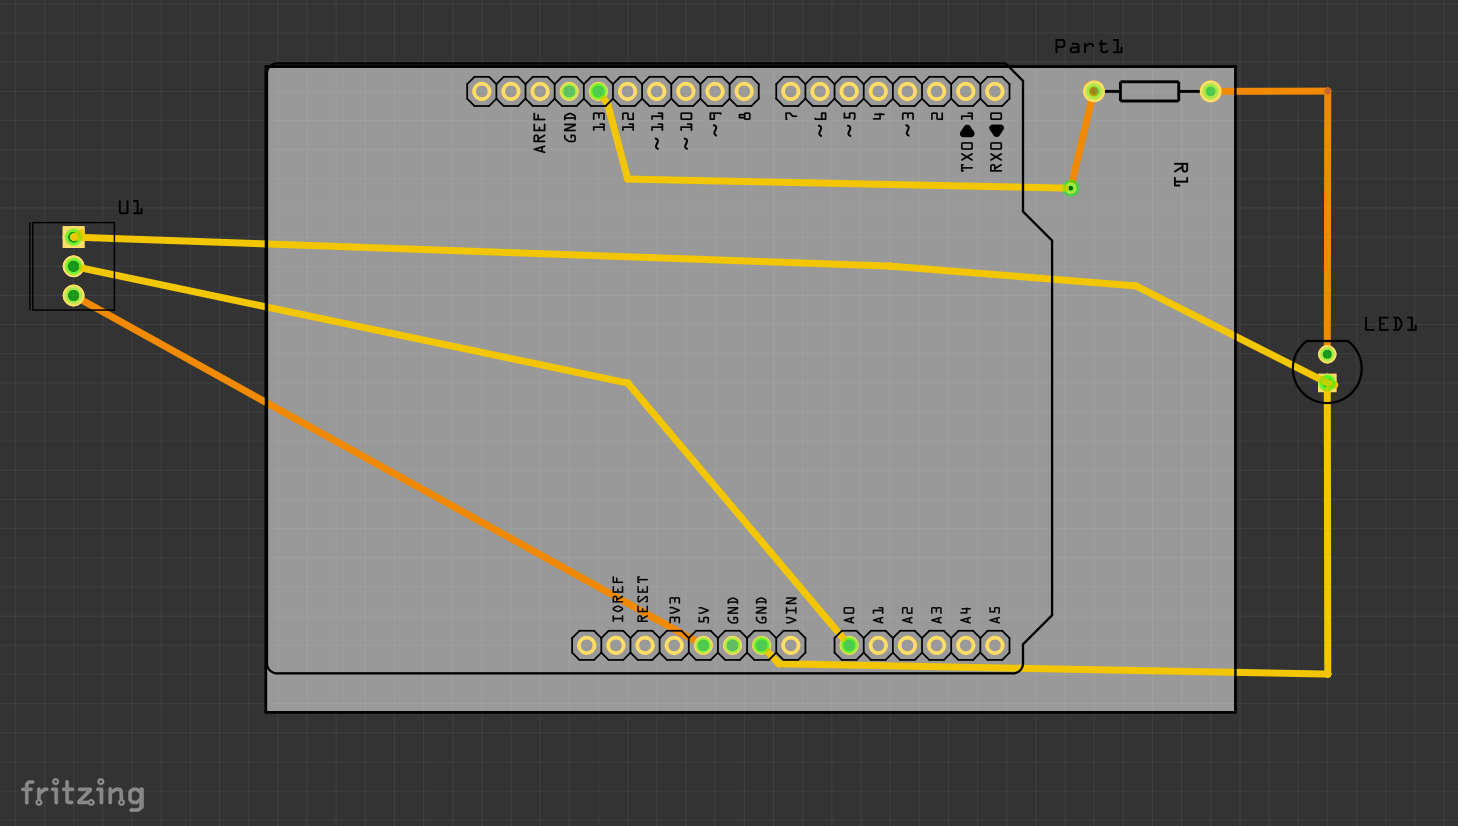 Part1
AREF
GND
13
12
~11
~10
~9
8
7
~6
~5
4
~3
2
TX0▶1
RX0◀0
R1
U1
LED1
IOREF
RESET
3V3
5V
GND
GND
VIN
A0
A1
A2
A3
A4
A5
fritzing